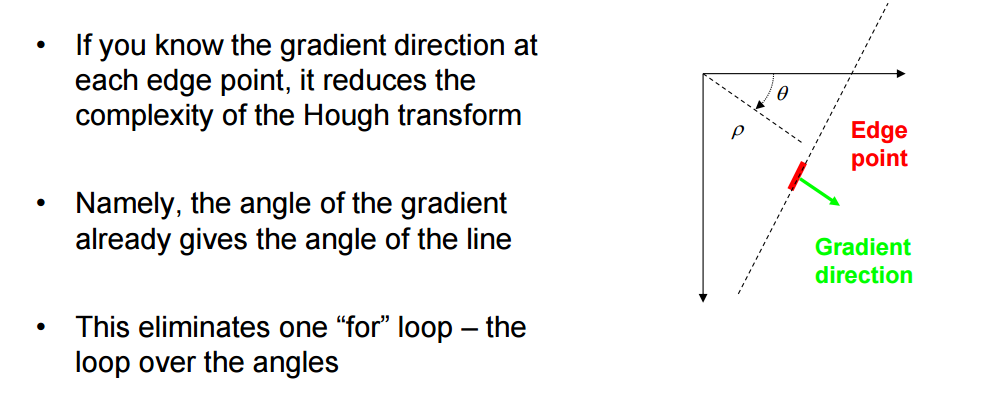 • If you know the gradient direction at
each edge point, it reduces the
complexity of the Hough transform
• Namely, the angle of the gradient
already gives the angle of the line
• This eliminates one “for” loop – the
loop over the angles
θ
ρ
Edge
point
Gradient
direction